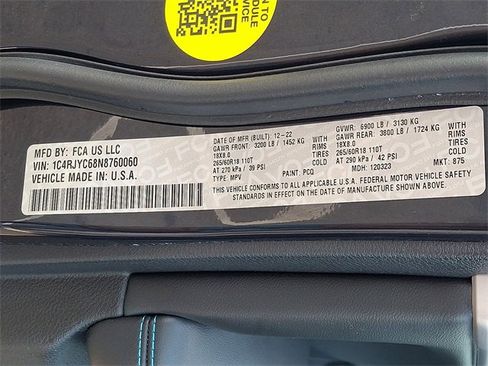 N TO
MODULE
EVICE
MFD BY: FCA US LLC
VIN: 1C4RJYC68N8760060
VEHICLE MADE IN: U.S.A.
DATE OF MFR (BUILT): 12-22
GAWR FRONT: 3200 LB / 1452 KG WITH TIRES
18X8.0 RIMS
265/60R18 110T COLD
AT 270 kPa / 39 PSI
TYPE: MPV PAINT: PCQ
GVWR: 6900 LB / 3130 KG
GAWR REAR: 3800 LB / 1724 KG WITH TIRES
18X8.0 RIMS
265/60R18 110T COLD
AT 290 kPa / 42 PSI
MDH: 120323 MKT: 875
THIS VEHICLE CONFORMS TO ALL APPLICABLE U.S.A. FEDERAL MOTOR VEHICLE SAFETY
STANDARDS IN EFFECT ON THE DATE OF MANUFACTURE SHOWN ABOVE.